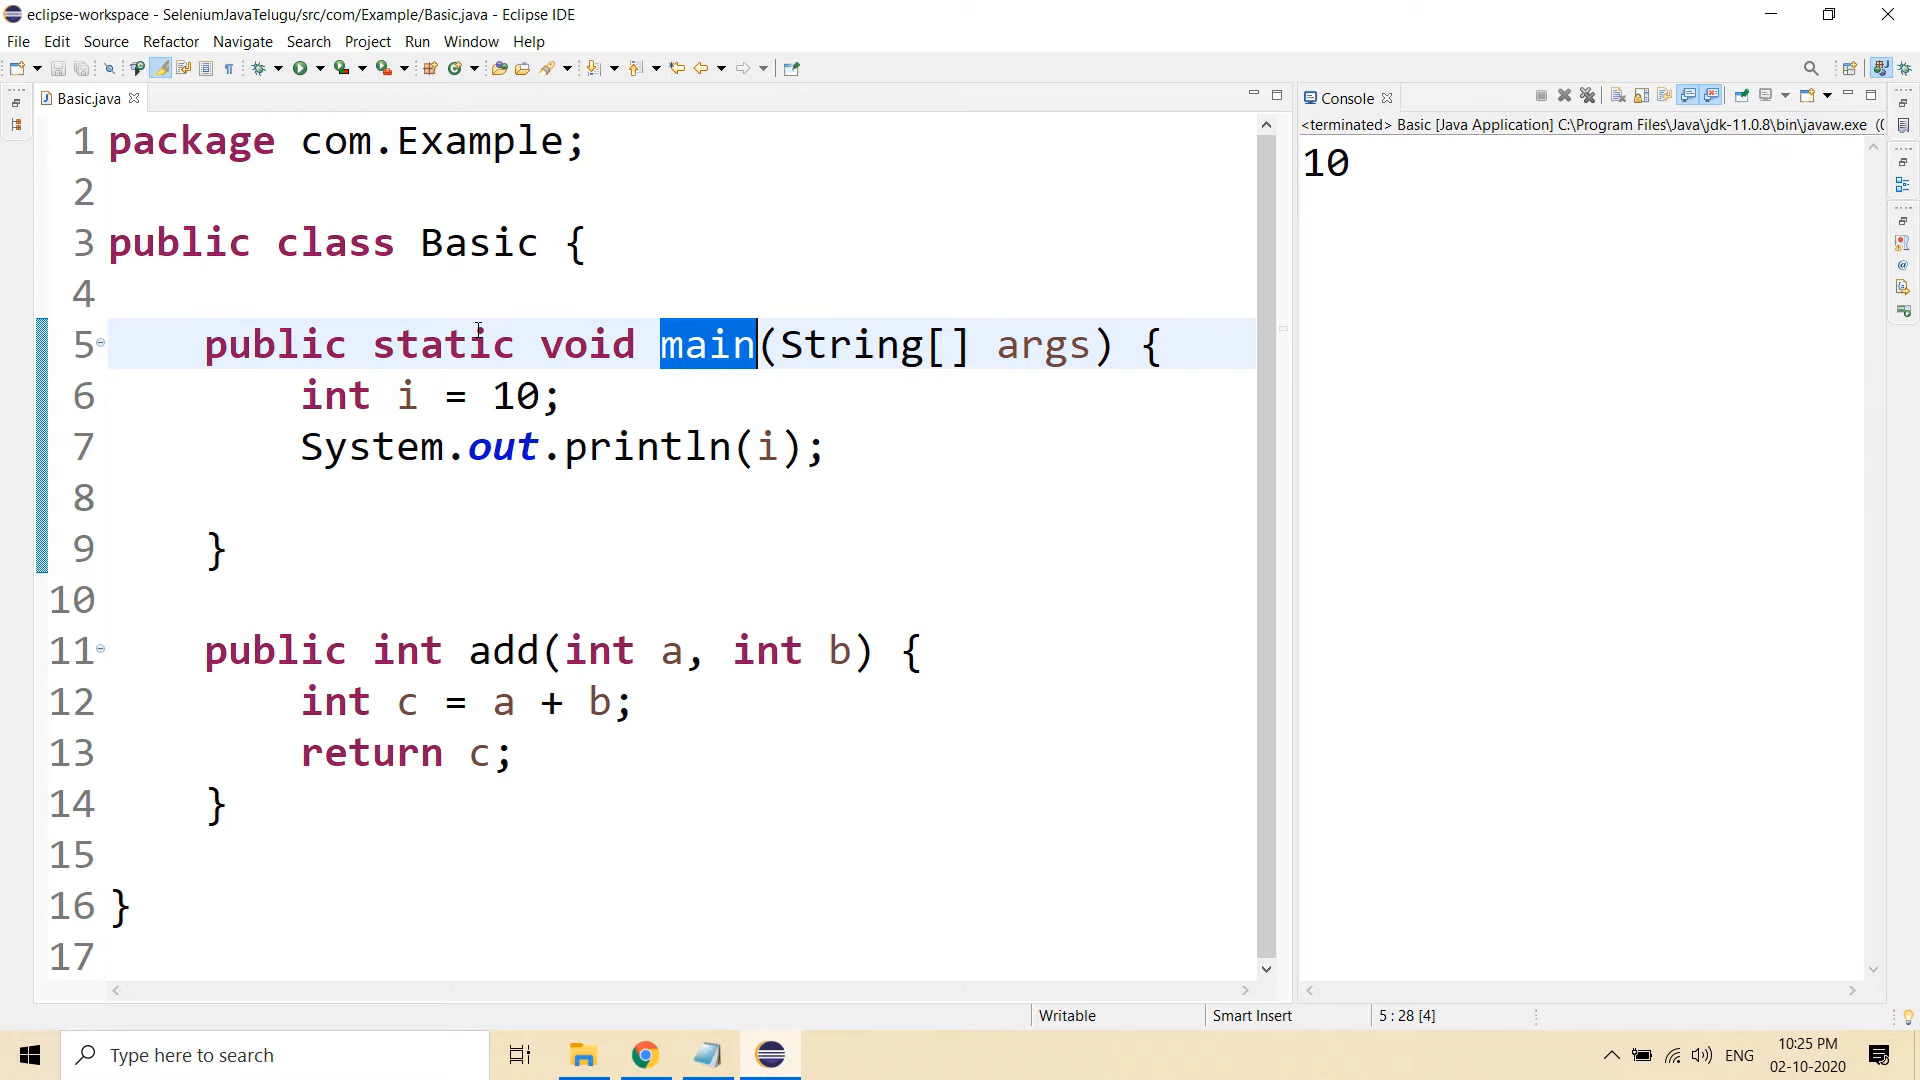 eclipse-workspace - SeleniumJavaTelugu/src/com/Example/Basic.java - Eclipse IDE
File Edit Source Refactor Navigate Search Project Run Window Help
Basic.java
1 package com.Example;
2
3 public class Basic {
4
5 public static void main(String[] args) {
6 int i = 10;
7 System.out.println(i);
8
9 }
10
11 public int add(int a, int b) {
12 int c = a + b;
13 return c;
14 }
15
16 }
17
Console
<terminated> Basic [Java Application] C:\Program Files\Java\jdk-11.0.8\bin\javaw.exe (0
10
Writable Smart Insert 5 : 28 [4]
Type here to search
ENG
10:25 PM
02-10-2020